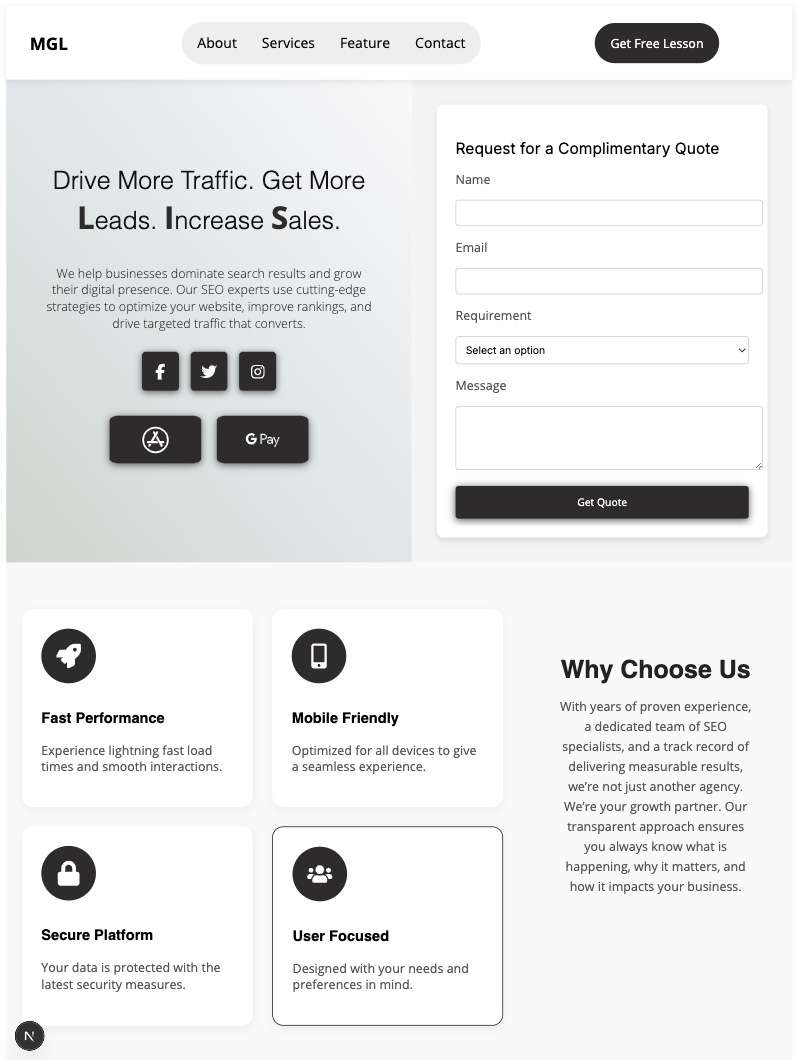 MGL
About
Services
Feature
Contact
Get Free Lesson
Drive More Traffic. Get More
Leads. Increase Sales.
We help businesses dominate search results and grow
their digital presence. Our SEO experts use cutting-edge
strategies to optimize your website, improve rankings, and
drive targeted traffic that converts.
G Pay
Request for a Complimentary Quote
Name
Email
Requirement
Select an option
Message
Get Quote
Fast Performance
Experience lightning fast load
times and smooth interactions.
Mobile Friendly
Optimized for all devices to give
a seamless experience.
Secure Platform
Your data is protected with the
latest security measures.
User Focused
Designed with your needs and
preferences in mind.
Why Choose Us
With years of proven experience,
a dedicated team of SEO
specialists, and a track record of
delivering measurable results,
we’re not just another agency.
We’re your growth partner. Our
transparent approach ensures
you always know what is
happening, why it matters, and
how it impacts your business.
N